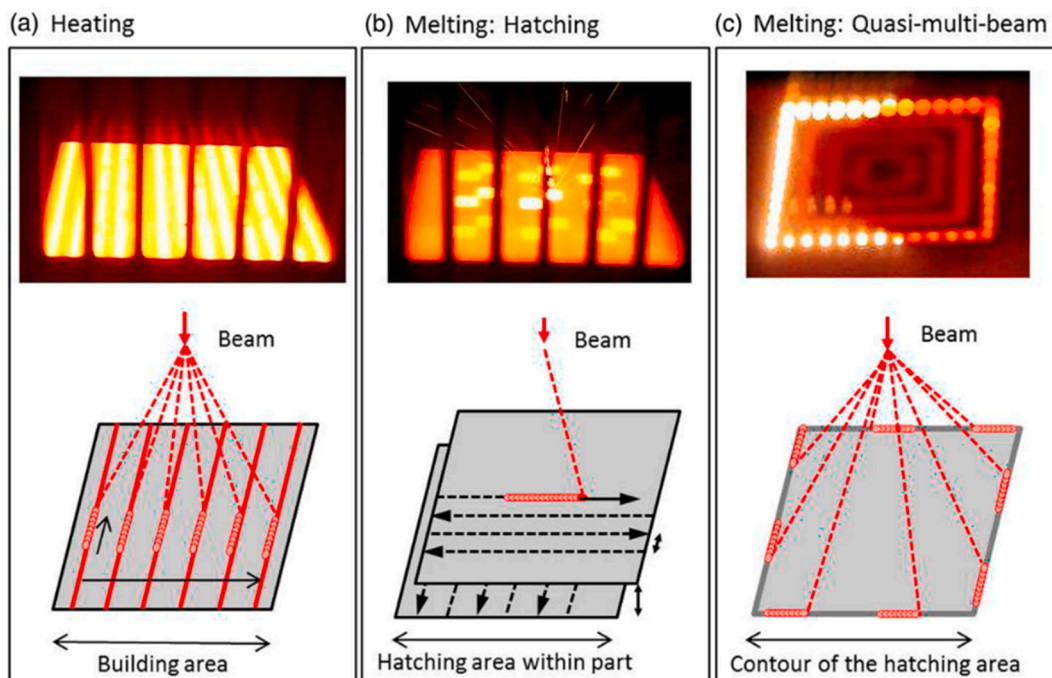 (a) Heating
(b) Melting: Hatching
(c) Melting: Quasi-multi-beam
Beam
Beam
Beam
Building area
Hatching area within part
Contour of the hatching area